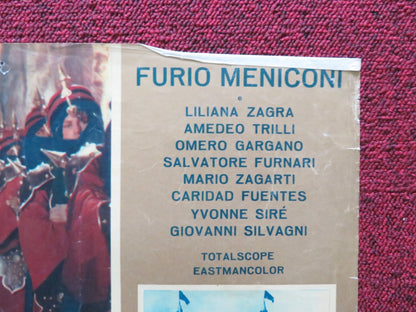 FURIO MENICONI
LILIANA ZAGRA
AMEDEO TRILLI
OMERO GARGANO
SALVATORE FURNARI
MARIO ZAGARTI
CARIDAD FUENTES
YVONNE SIRÉ
GIOVANNI SILVAGNI
TOTALSCOPE
EASTMANCOLOR